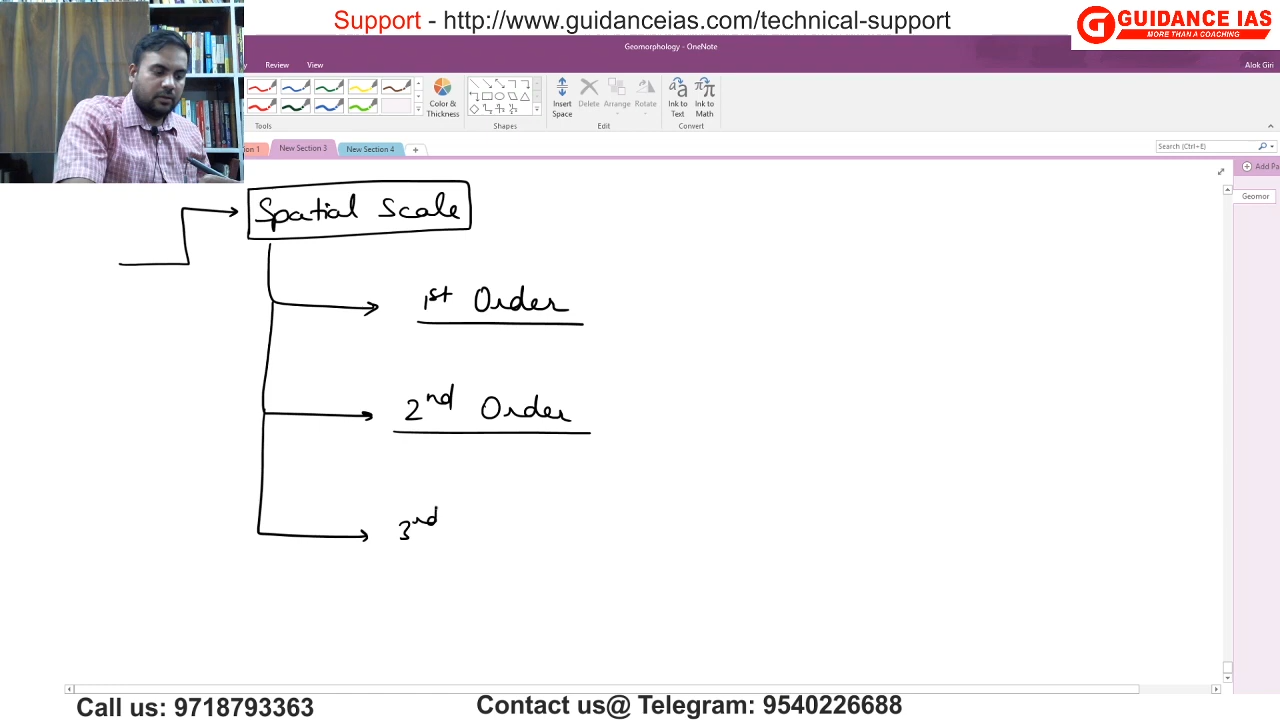 Support - http://www.guidanceias.com/technical-support
GUIDANCE IAS
MORE THAN A COACHING
Geomorphology - OneNote
Alok Giri
Review View
Color & Thickness
Insert Space
Delete Arrange Rotate
Ink to Text
Ink to Math
Tools Shapes Edit Convert
New Section 3 New Section 4
Search (Ctrl+E)
Add Pa
Geomor
Spatial Scale
1st Order
2nd Order
3rd
Call us: 9718793363
Contact us@ Telegram: 9540226688